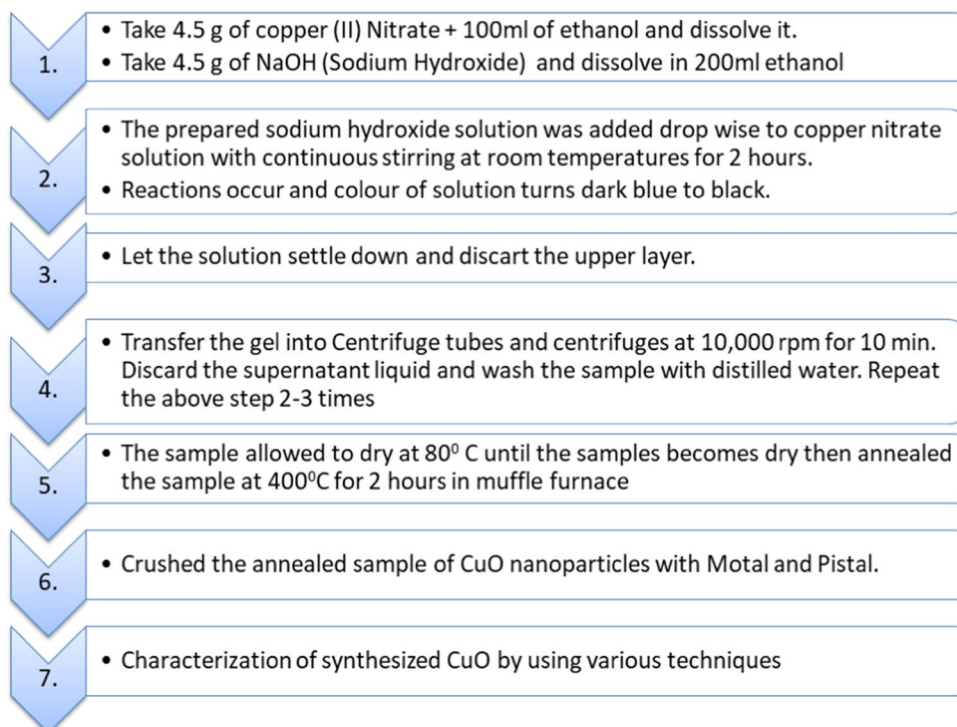 1.
• Take 4.5 g of copper (II) Nitrate + 100ml of ethanol and dissolve it.
• Take 4.5 g of NaOH (Sodium Hydroxide) and dissolve in 200ml ethanol
2.
• The prepared sodium hydroxide solution was added drop wise to copper nitrate
solution with continuous stirring at room temperatures for 2 hours.
• Reactions occur and colour of solution turns dark blue to black.
3.
• Let the solution settle down and discart the upper layer.
4.
• Transfer the gel into Centrifuge tubes and centrifuges at 10,000 rpm for 10 min.
Discard the supernatant liquid and wash the sample with distilled water. Repeat
the above step 2-3 times
5.
• The sample allowed to dry at 80⁰ C until the samples becomes dry then annealed
the sample at 400⁰C for 2 hours in muffle furnace
6.
• Crushed the annealed sample of CuO nanoparticles with Motal and Pistal.
7.
• Characterization of synthesized CuO by using various techniques